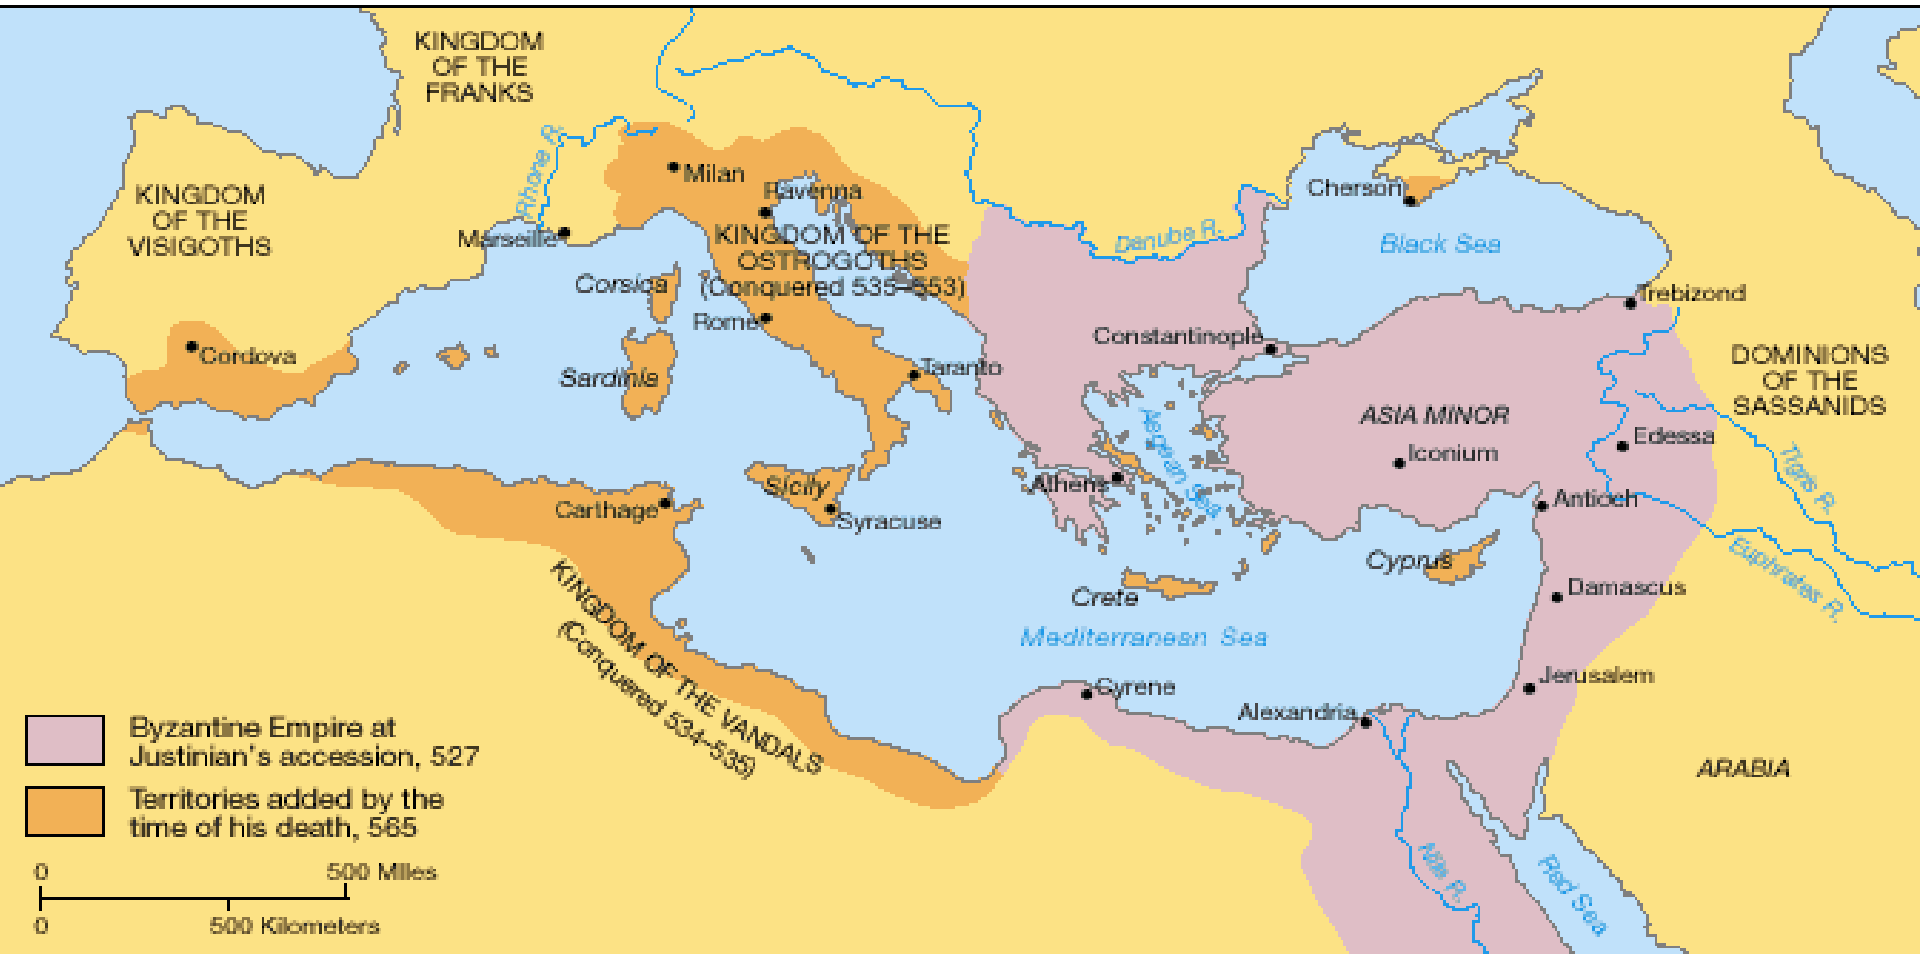 KINGDOM
OF THE
FRANKS
KINGDOM
OF THE
VISIGOTHS
Rhone R.
Milan
Ravenna
Marseille
KINGDOM OF THE
OSTROGOTHS
(Conquered 535–553)
Corsica
Rome
Cordova
Sardinia
Taranto
Danube R.
Cherson
Black Sea
Trebizond
Constantinople
DOMINIONS
OF THE
SASSANIDS
ASIA MINOR
Iconium
Edessa
Tigris R.
Aegean Sea
Athens
Antioch
Sicily
Syracuse
Carthage
Cyprus
Crete
Euphrates R.
Damascus
KINGDOM OF THE VANDALS
(Conquered 534–535)
Mediterranean Sea
Cyrene
Alexandria
Jerusalem
ARABIA
Nile R.
Red Sea
Byzantine Empire at
Justinian's accession, 527
Territories added by the
time of his death, 565
0 500 Miles
0 500 Kilometers